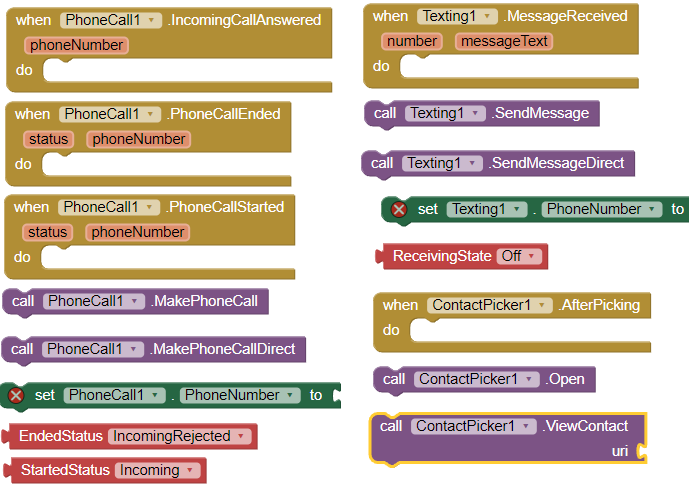 when PhoneCall1 .IncomingCallAnswered
phoneNumber
do
when PhoneCall1 .PhoneCallEnded
status phoneNumber
do
when PhoneCall1 .PhoneCallStarted
status phoneNumber
do
call PhoneCall1 .MakePhoneCall
call PhoneCall1 .MakePhoneCallDirect
set PhoneCall1 . PhoneNumber to
EndedStatus IncomingRejected
StartedStatus Incoming
when Texting1 .MessageReceived
number messageText
do
call Texting1 .SendMessage
call Texting1 .SendMessageDirect
set Texting1 . PhoneNumber to
ReceivingState Off
when ContactPicker1 .AfterPicking
do
call ContactPicker1 .Open
call ContactPicker1 .ViewContact
uri